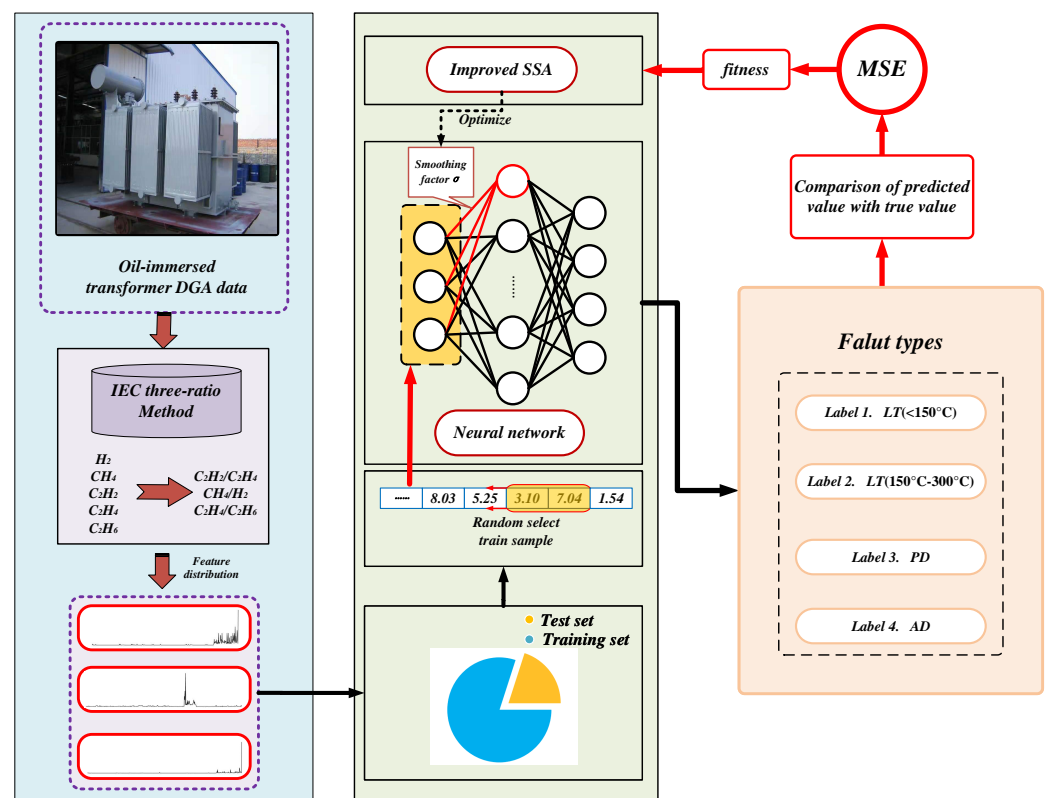 Oil-immersed
transformer DGA data
IEC three-ratio
Method
H₂
CH₄
C₂H₂
C₂H₄
C₂H₆
C₂H₂/C₂H₄
CH₄/H₂
C₂H₄/C₂H₆
Feature
distribution
Improved SSA
Optimize
Smoothing
factor σ
......
Neural network
...... 8.03 5.25 3.10 7.04 1.54
Random select
train sample
Test set
Training set
fitness
MSE
Comparison of predicted
value with true value
Falut types
Label 1. LT(<150°C)
Label 2. LT(150°C-300°C)
Label 3. PD
Label 4. AD